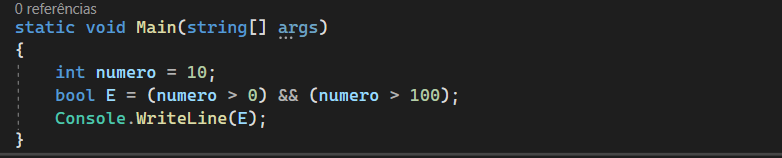 0 referências
static void Main(string[] args)
{
int numero = 10;
bool E = (numero > 0) && (numero > 100);
Console.WriteLine(E);
}